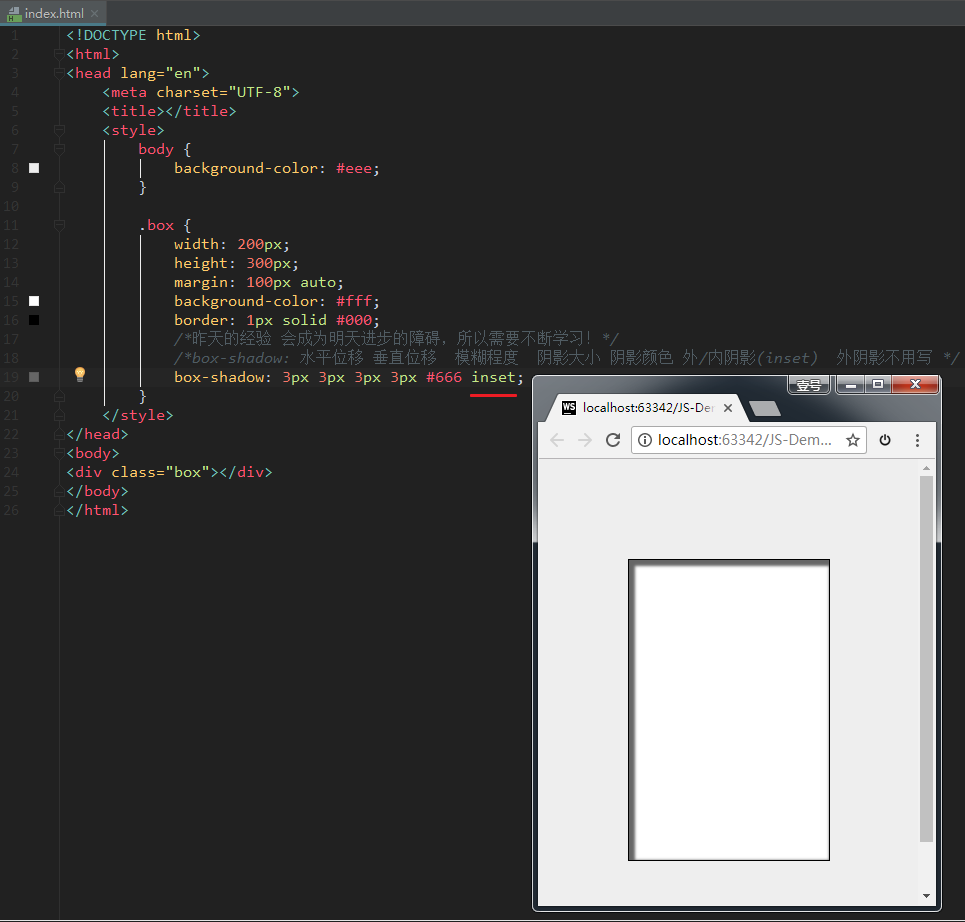 index.html
1 <!DOCTYPE html>
2 <html>
3 <head lang="en">
4 <meta charset="UTF-8">
5 <title></title>
6 <style>
7 body {
8 background-color: #eee;
9 }
10
11 .box {
12 width: 200px;
13 height: 300px;
14 margin: 100px auto;
15 background-color: #fff;
16 border: 1px solid #000;
17 /*昨天的经验 会成为明天进步的障碍，所以需要不断学习！*/
18 /*box-shadow: 水平位移 垂直位移 模糊程度 阴影大小 阴影颜色 外/内阴影(inset) 外阴影不用写 */
19 box-shadow: 3px 3px 3px 3px #666 inset;
20 }
21 </style>
22 </head>
23 <body>
24 <div class="box"></div>
25 </body>
26 </html>
壹号
WS localhost:63342/JS-De
localhost:63342/JS-Dem...